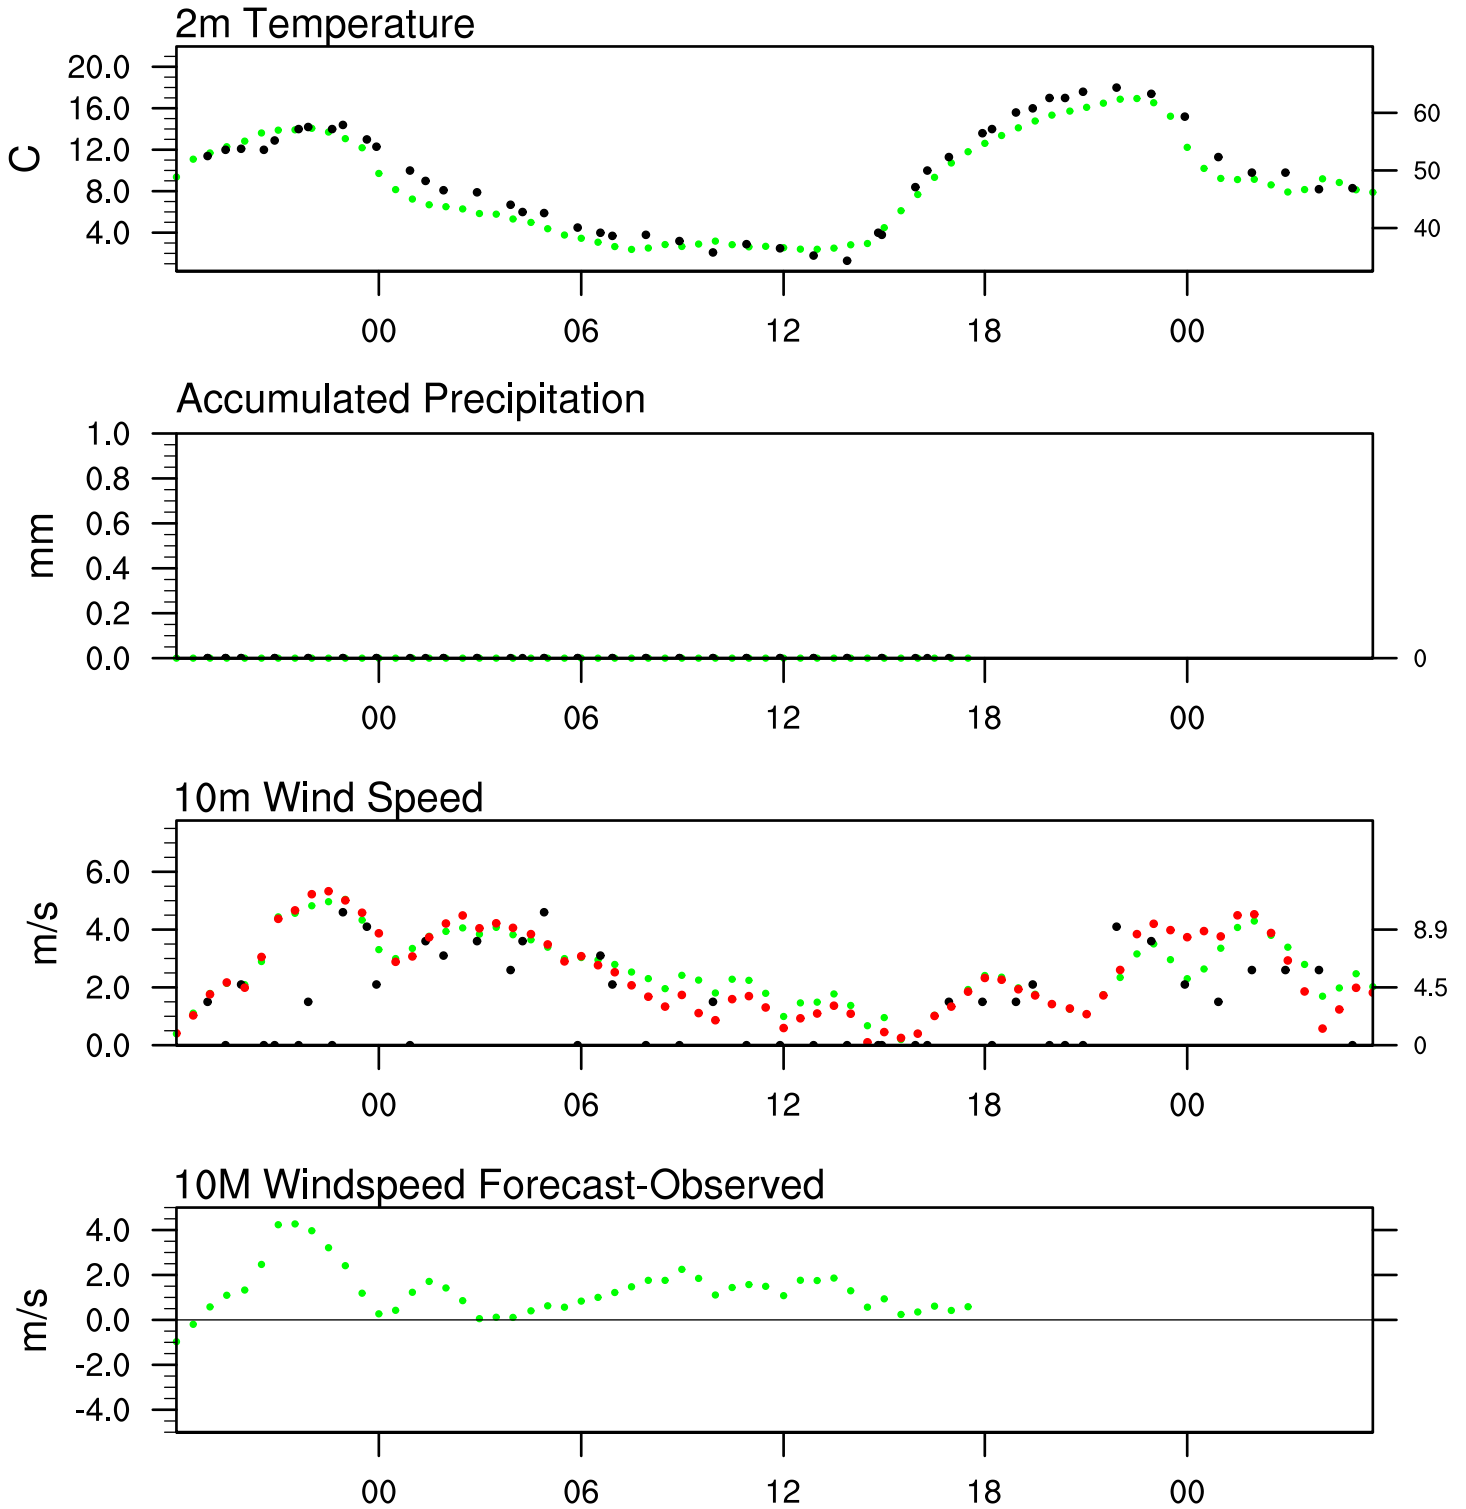 2m Temperature
20.0
16.0
12.0
8.0
4.0
C
60
50
40
00 06 12 18 00
Accumulated Precipitation
1.0
0.8
0.6
0.4
0.2
0.0
mm
0
00 06 12 18 00
10m Wind Speed
6.0
4.0
2.0
0.0
m/s
8.9
4.5
0
00 06 12 18 00
10M Windspeed Forecast-Observed
4.0
2.0
0.0
-2.0
-4.0
m/s
00 06 12 18 00